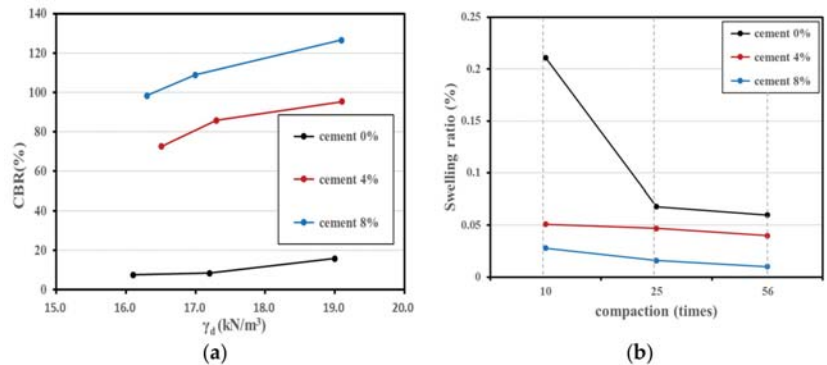 140
120
100
80
60
40
20
0
CBR(%)
cement 0%
cement 4%
cement 8%
15.0 16.0 17.0 18.0 19.0 20.0
γd (kN/m³)
(a)
0.25
0.2
0.15
0.1
0.05
0
Swelling ratio (%)
cement 0%
cement 4%
cement 8%
10 25 56
compaction (times)
(b)